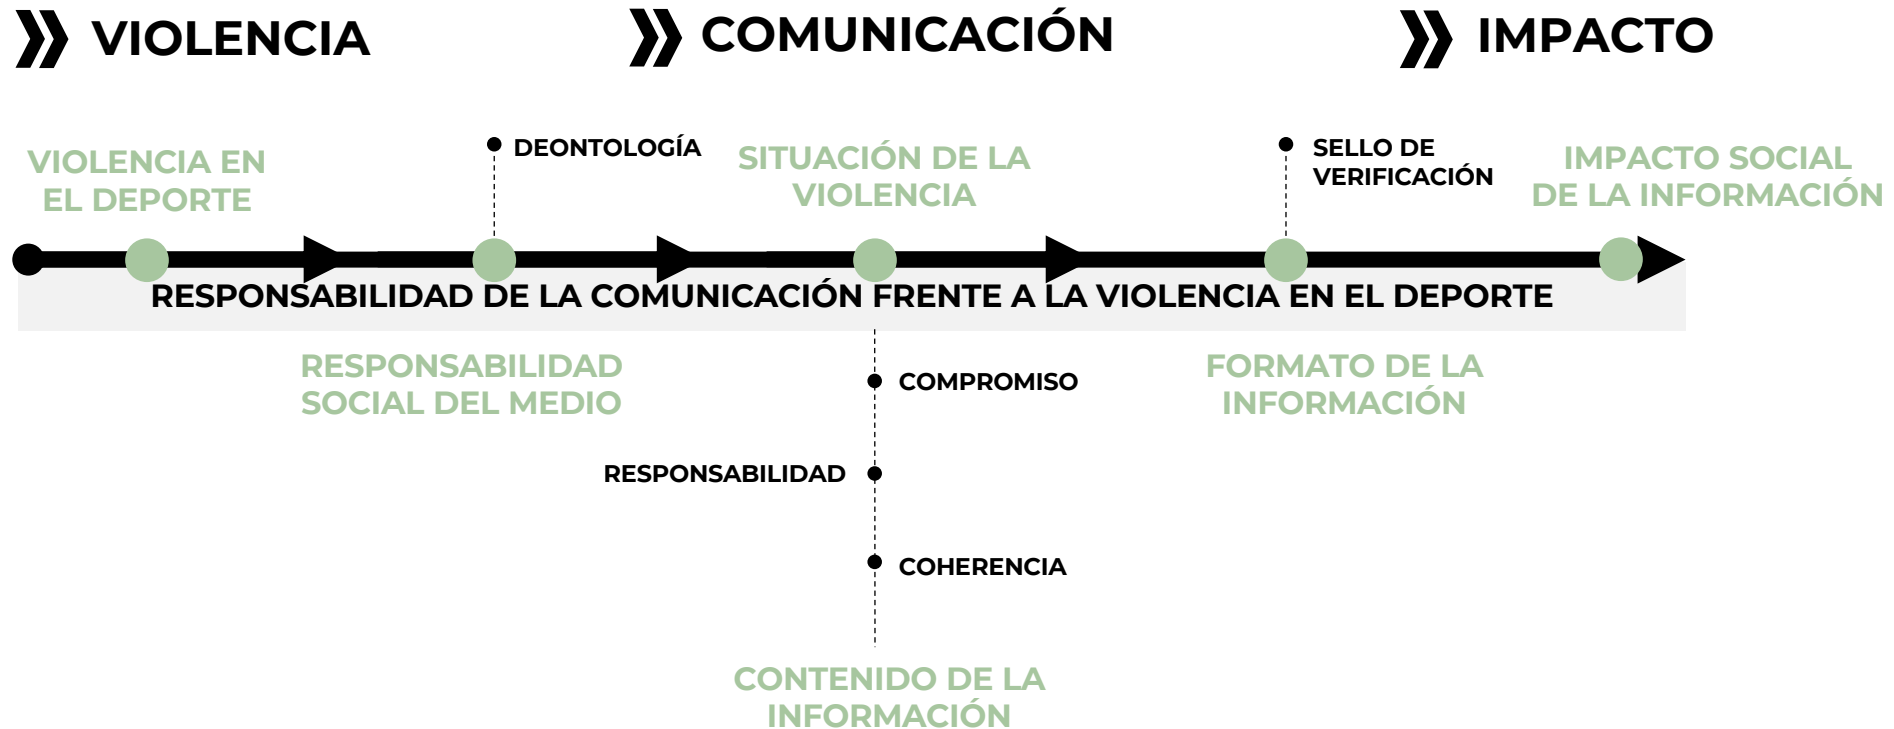 VIOLENCIA
COMUNICACIÓN
IMPACTO
VIOLENCIA EN
EL DEPORTE
DEONTOLOGÍA
SITUACIÓN DE LA
VIOLENCIA
SELLO DE
VERIFICACIÓN
IMPACTO SOCIAL
DE LA INFORMACIÓN
RESPONSABILIDAD DE LA COMUNICACIÓN FRENTE A LA VIOLENCIA EN EL DEPORTE
RESPONSABILIDAD
SOCIAL DEL MEDIO
COMPROMISO
FORMATO DE LA
INFORMACIÓN
RESPONSABILIDAD
COHERENCIA
CONTENIDO DE LA
INFORMACIÓN